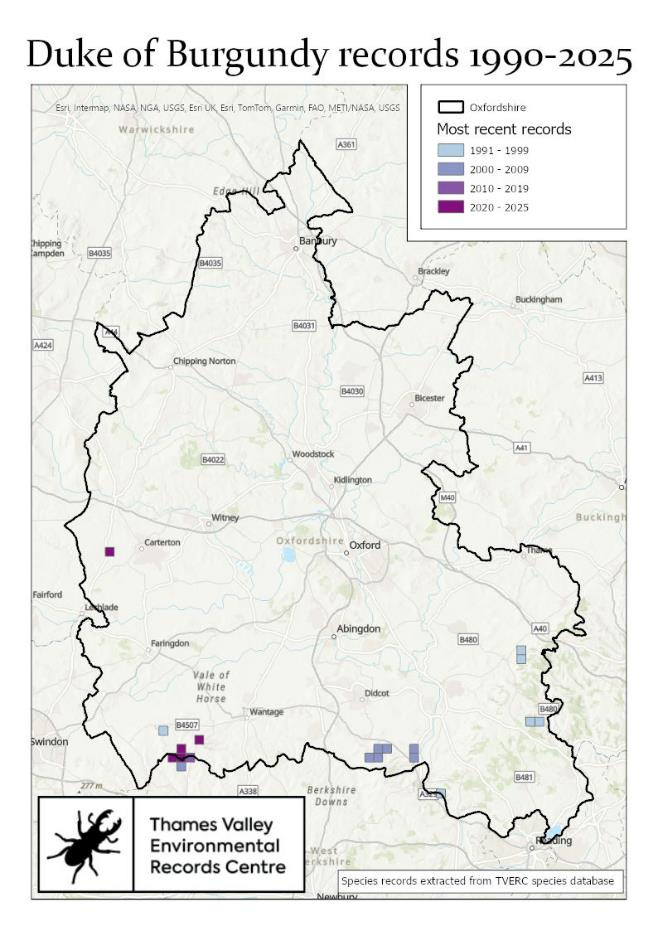 Duke of Burgundy records 1990-2025
Esri, Intermap, NASA, NGA, USGS, Esri UK, Esri, TomTom, Garmin, FAO, METI/NASA, USGS
Oxfordshire
Most recent records
1991 - 1999
2000 - 2009
2010 - 2019
2020 - 2025
Warwickshire
A361
Edge Hill
Banbury
Chipping
Campden
B4035
B4035
Brackley
Buckingham
A44
B4031
A424
Chipping Norton
A413
B4030
Bicester
A41
Woodstock
B4022
Kidlington
M40
Witney
Buckingh
Carterton
Oxfordshire
Oxford
Thame
Fairford
Lechlade
Abingdon
A40
B480
Faringdon
Vale of
White
Horse
Didcot
Wantage
B480
B4507
Swindon
277 m
A338
Berkshire
Downs
B481
Reading
West
erkshire
Newbury
Thames Valley
Environmental
Records Centre
Species records extracted from TVERC species database